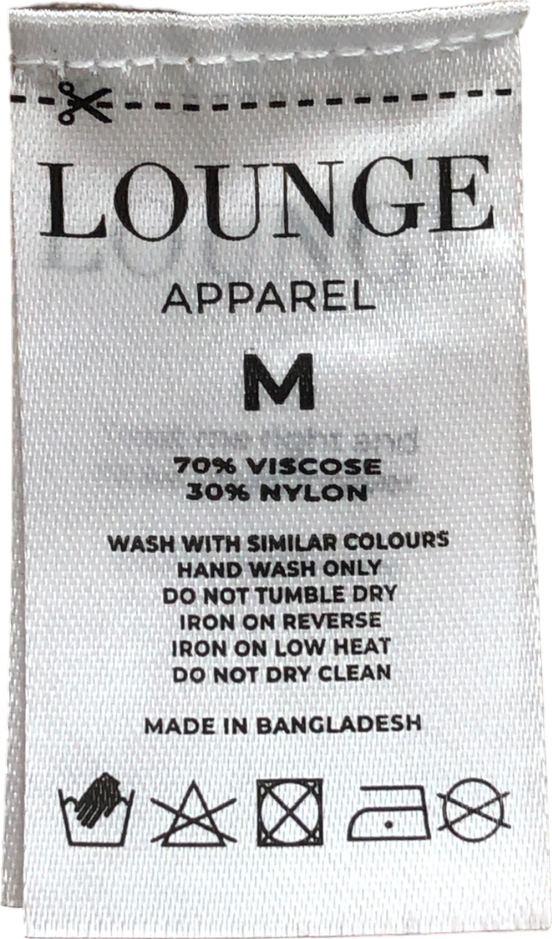 LOUNGE
APPAREL
M
70% VISCOSE
30% NYLON
WASH WITH SIMILAR COLOURS
HAND WASH ONLY
DO NOT TUMBLE DRY
IRON ON REVERSE
IRON ON LOW HEAT
DO NOT DRY CLEAN
MADE IN BANGLADESH